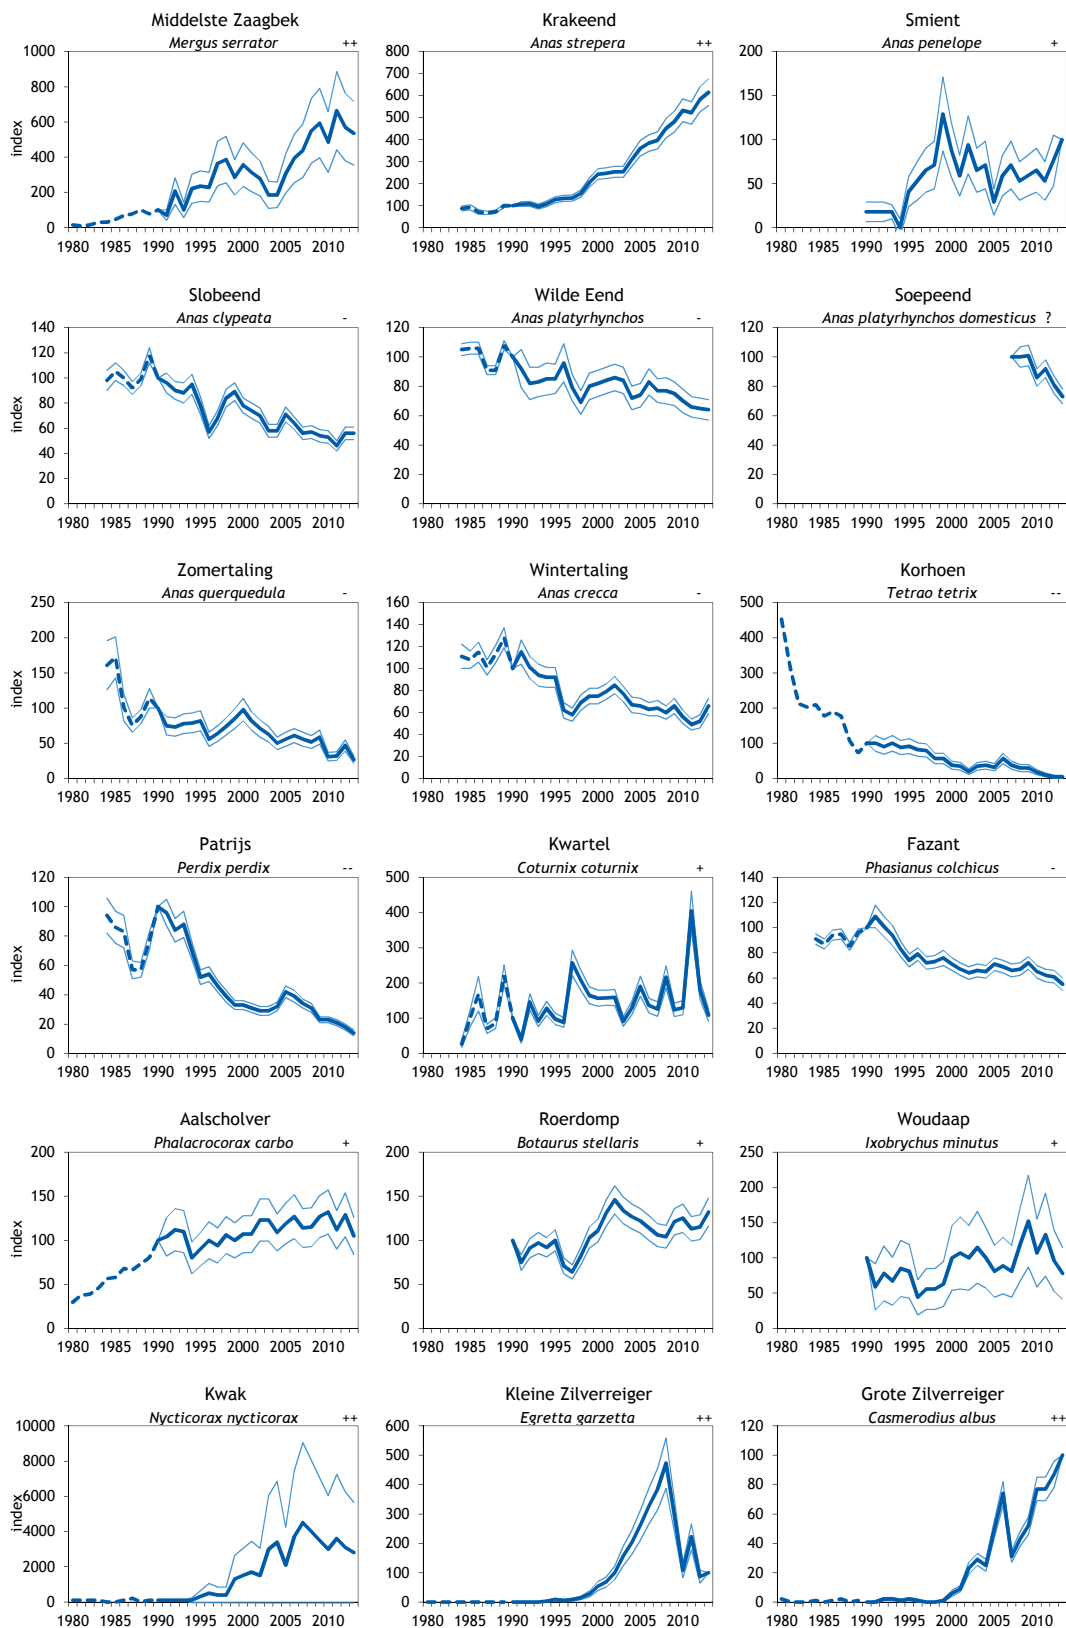 Middelste Zaagbek
Krakeend
Smient
Mergus serrator ++
Anas strepera ++
Anas penelope +
1000
800
600
400
200
0
index
1980 1985 1990 1995 2000 2005 2010
800
700
600
500
400
300
200
100
0
1980 1985 1990 1995 2000 2005 2010
200
150
100
50
0
1980 1985 1990 1995 2000 2005 2010
Slobeend
Wilde Eend
Soepeend
Anas clypeata -
Anas platyrhynchos -
Anas platyrhynchos domesticus ?
140
120
100
80
60
40
20
0
index
1980 1985 1990 1995 2000 2005 2010
120
100
80
60
40
20
0
1980 1985 1990 1995 2000 2005 2010
120
100
80
60
40
20
0
1980 1985 1990 1995 2000 2005 2010
Zomertaling
Wintertaling
Korhoen
Anas querquedula -
Anas crecca -
Tetrao tetrix --
250
200
150
100
50
0
index
1980 1985 1990 1995 2000 2005 2010
160
140
120
100
80
60
40
20
0
1980 1985 1990 1995 2000 2005 2010
500
400
300
200
100
0
1980 1985 1990 1995 2000 2005 2010
Patrijs
Kwartel
Fazant
Perdix perdix --
Coturnix coturnix +
Phasianus colchicus -
120
100
80
60
40
20
0
index
1980 1985 1990 1995 2000 2005 2010
500
400
300
200
100
0
1980 1985 1990 1995 2000 2005 2010
140
120
100
80
60
40
20
0
1980 1985 1990 1995 2000 2005 2010
Aalscholver
Roerdomp
Woudaap
Phalacrocorax carbo +
Botaurus stellaris +
Ixobrychus minutus +
200
150
100
50
0
index
1980 1985 1990 1995 2000 2005 2010
200
150
100
50
0
1980 1985 1990 1995 2000 2005 2010
250
200
150
100
50
0
1980 1985 1990 1995 2000 2005 2010
Kwak
Kleine Zilverreiger
Grote Zilverreiger
Nycticorax nycticorax ++
Egretta garzetta ++
Casmerodius albus ++
10000
8000
6000
4000
2000
0
index
1980 1985 1990 1995 2000 2005 2010
600
500
400
300
200
100
0
1980 1985 1990 1995 2000 2005 2010
120
100
80
60
40
20
0
1980 1985 1990 1995 2000 2005 2010